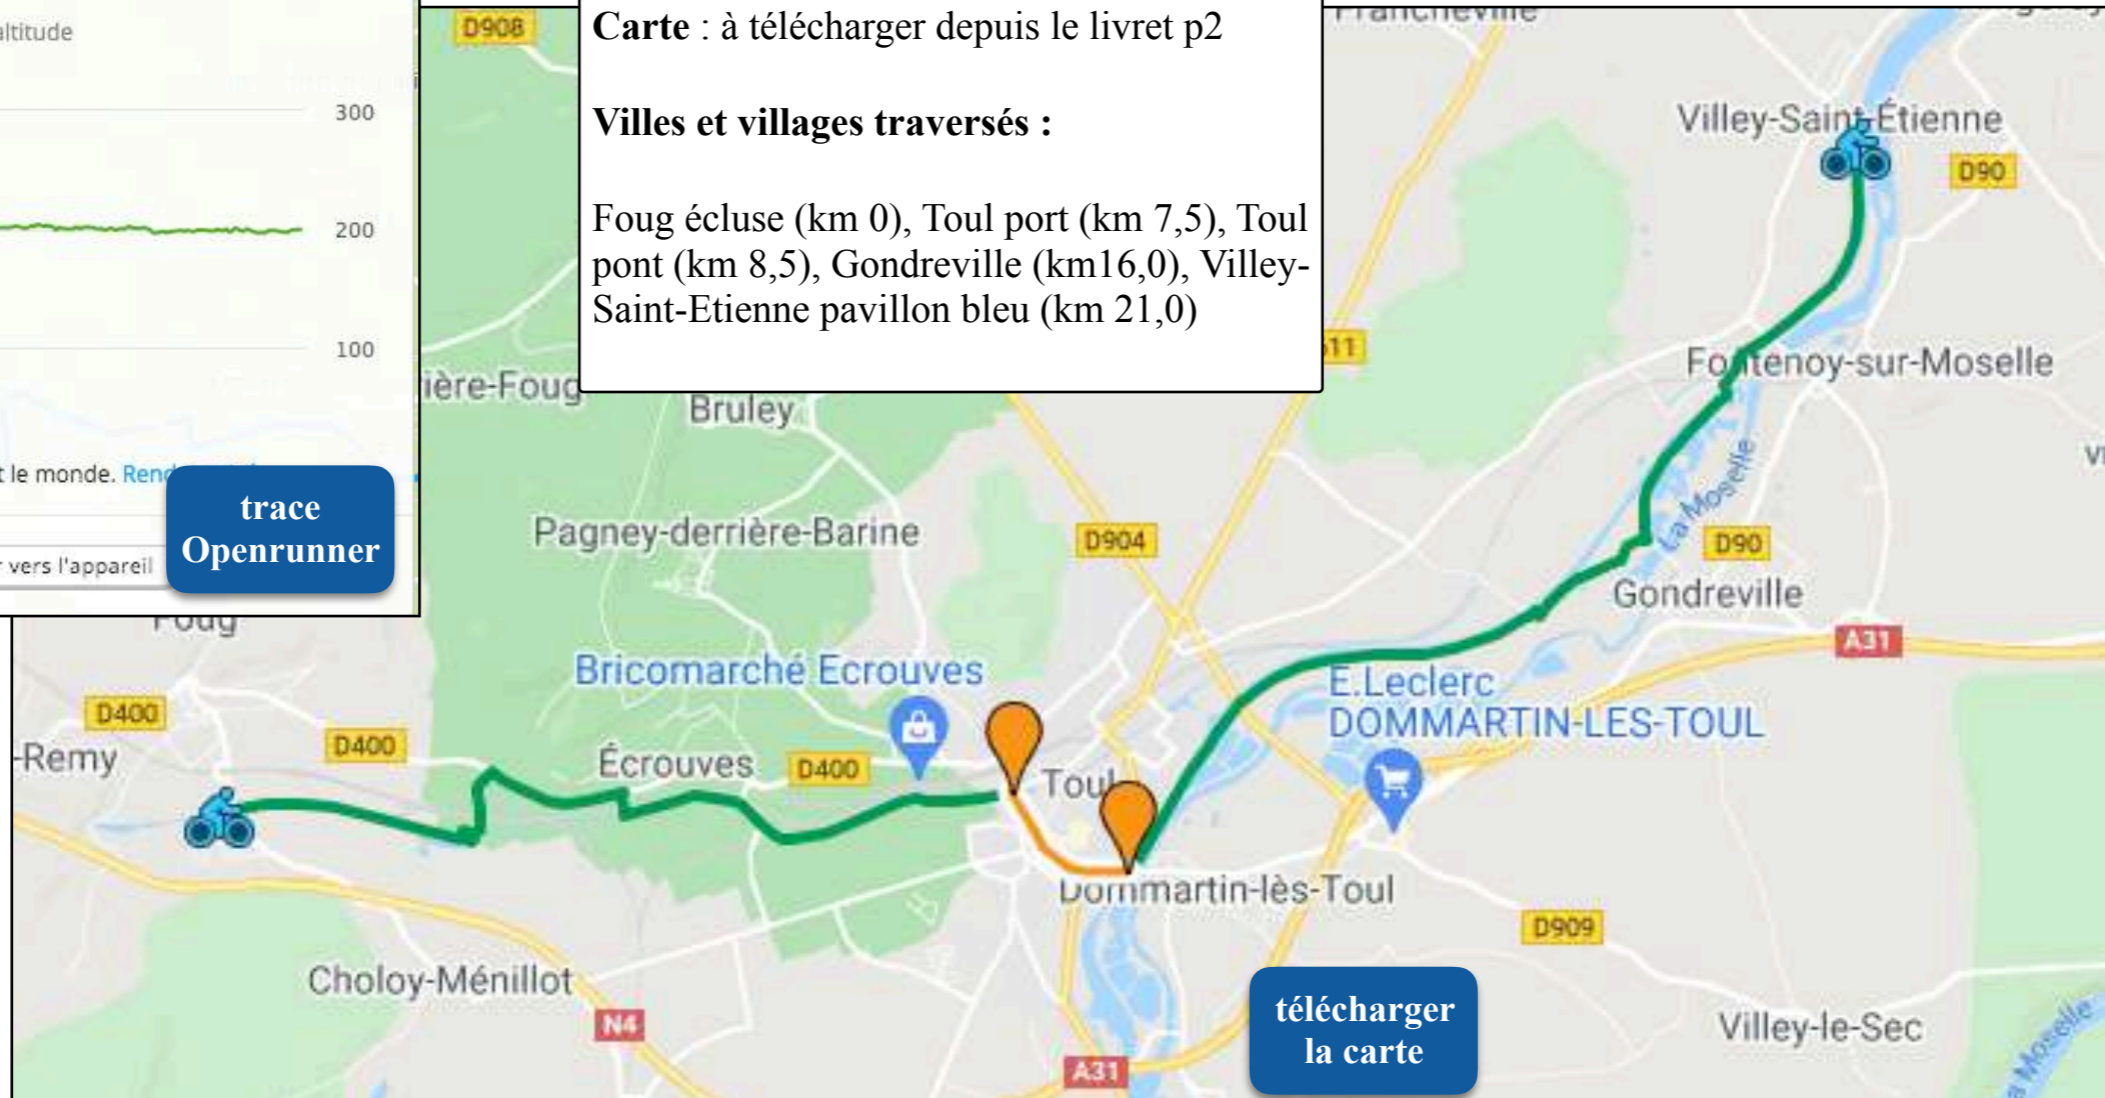 altitude
300
200
100
t le monde.
vers l'appareil
trace
Openrunner
Carte : à télécharger depuis le livret p2
Villes et villages traversés :
Foug écluse (km 0), Toul port (km 7,5), Toul
pont (km 8,5), Gondreville (km16,0), Villey-
Saint-Etienne pavillon bleu (km 21,0)
D908
Francheville
Villey-Saint-Étienne
D90
11
Fontenoy-sur-Moselle
ière-Foug
Bruley
La Moselle
Pagney-derrière-Barine
D904
D90
Gondreville
Foug
A31
Bricomarché Ecrouves
E.Leclerc
DOMMARTIN-LES-TOUL
D400
D400
-Remy
Écrouves
D400
Toul
Dommartin-lès-Toul
D909
Choloy-Ménillot
N4
télécharger
la carte
Villey-le-Sec
A31
a Moselle